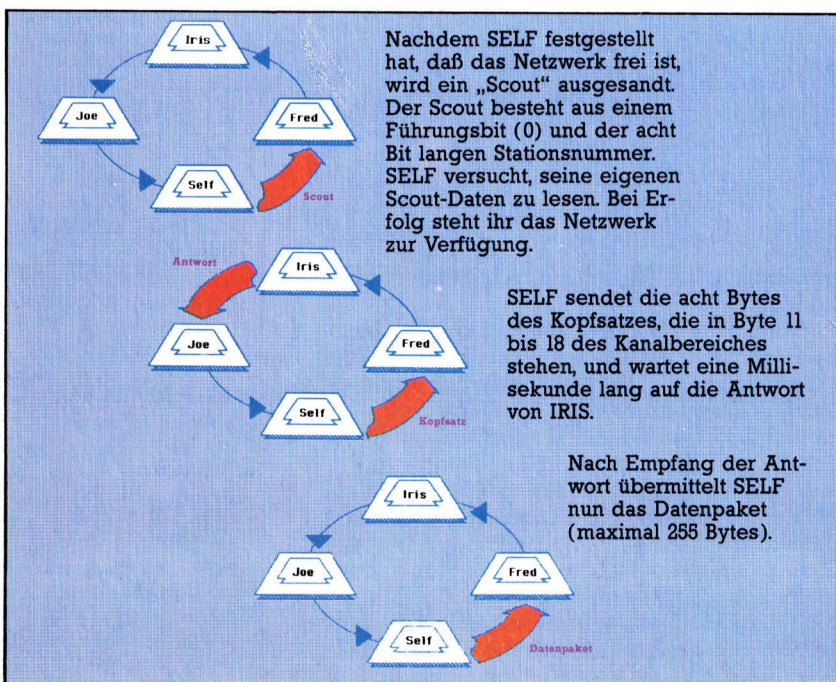 Iris
Joe
Fred
Self
Scout
Nachdem SELF festgestellt
hat, daß das Netzwerk frei ist,
wird ein „Scout“ ausgesandt.
Der Scout besteht aus einem
Führungsbit (0) und der acht
Bit langen Stationsnummer.
SELF versucht, seine eigenen
Scout-Daten zu lesen. Bei Er-
folg steht ihr das Netzwerk
zur Verfügung.
Antwort
Iris
Joe
Fred
Self
Kopfsatz
SELF sendet die acht Bytes
des Kopfsatzes, die in Byte 11
bis 18 des Kanalbereiches
stehen, und wartet eine Milli-
sekunde lang auf die Antwort
von IRIS.
Nach Empfang der Ant-
wort übermittelt SELF
nun das Datenpaket
(maximal 255 Bytes).
Iris
Joe
Fred
Self
Datenpaket